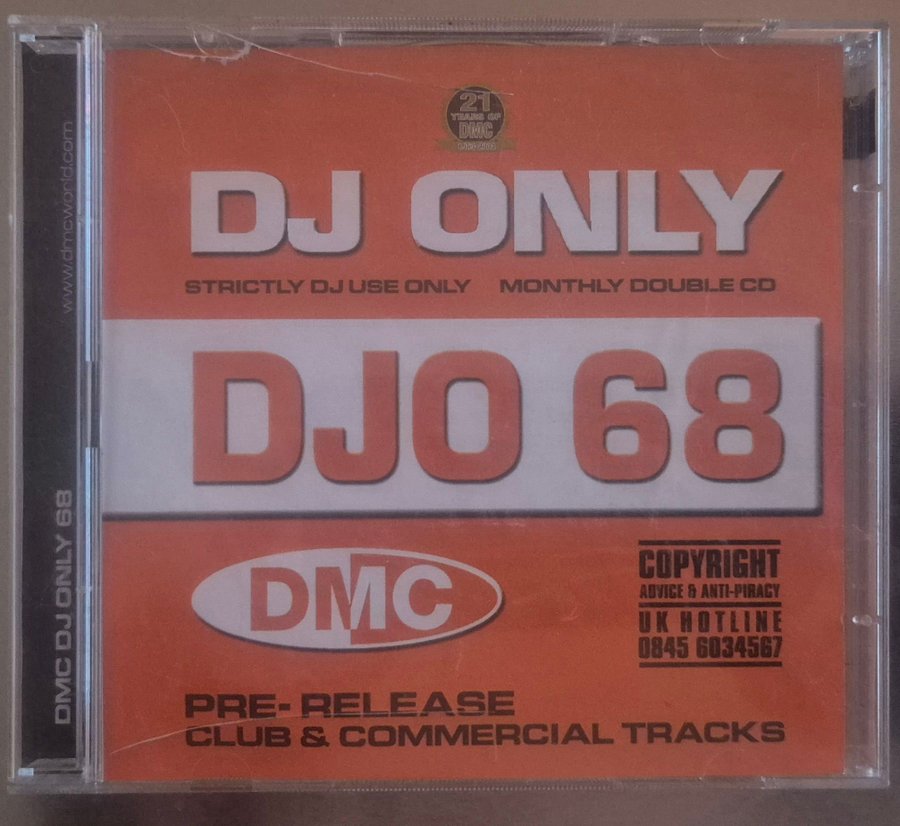 www.dmcworld.com
DMC DJ ONLY 68
21
YEARS OF
DMC
DJ ONLY
STRICTLY DJ USE ONLY MONTHLY DOUBLE CD
DJO 68
DMC
COPYRIGHT
ADVICE & ANTI-PIRACY
UK HOTLINE
0845 6034567
PRE- RELEASE
CLUB & COMMERCIAL TRACKS